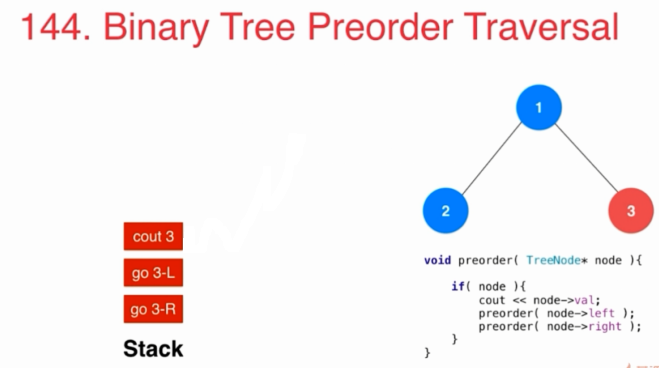 144. Binary Tree Preorder Traversal
1
2
3
cout 3
go 3-L
go 3-R
Stack
void preorder( TreeNode* node ){
if( node ){
cout << node->val;
preorder( node->left );
preorder( node->right );
}
}